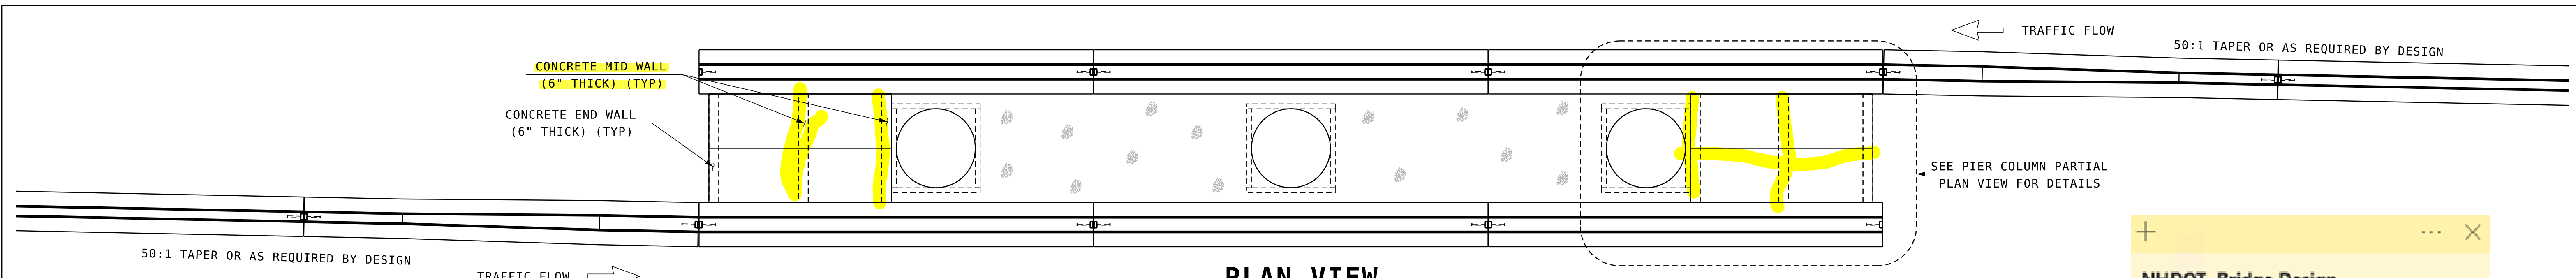 TRAFFIC FLOW
50:1 TAPER OR AS REQUIRED BY DESIGN
CONCRETE MID WALL
(6" THICK) (TYP)
CONCRETE END WALL
(6" THICK) (TYP)
SEE PIER COLUMN PARTIAL
PLAN VIEW FOR DETAILS
50:1 TAPER OR AS REQUIRED BY DESIGN
TRAFFIC FLOW
PLAN VIEW
NHDOT Bridge Design